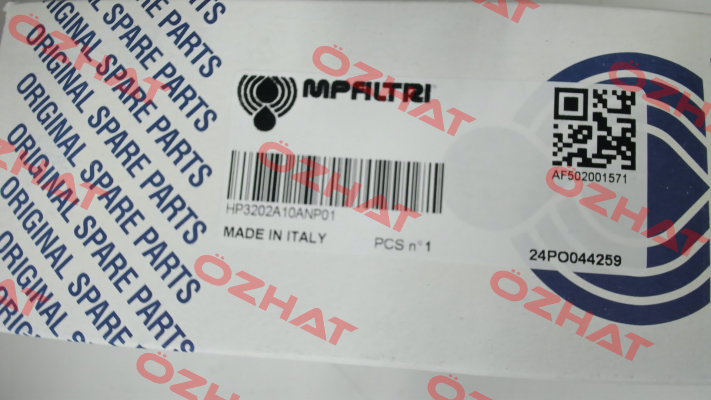 ORIGINAL SPARE PARTS
ORIGINAL SPARE PARTS
ORIGINAL SPARE PARTS
ORIGINAL SPARE PARTS
ORIGINAL SPARE PARTS
ORIGINAL SPARE PARTS
MPFILTRI
AF502001571
HP3202A10ANP01
MADE IN ITALY
PCS n°1
24PO044259
ÖZHAT
ÖZHAT
ÖZHAT
ÖZHAT
ÖZHAT
ÖZHAT
ÖZHAT